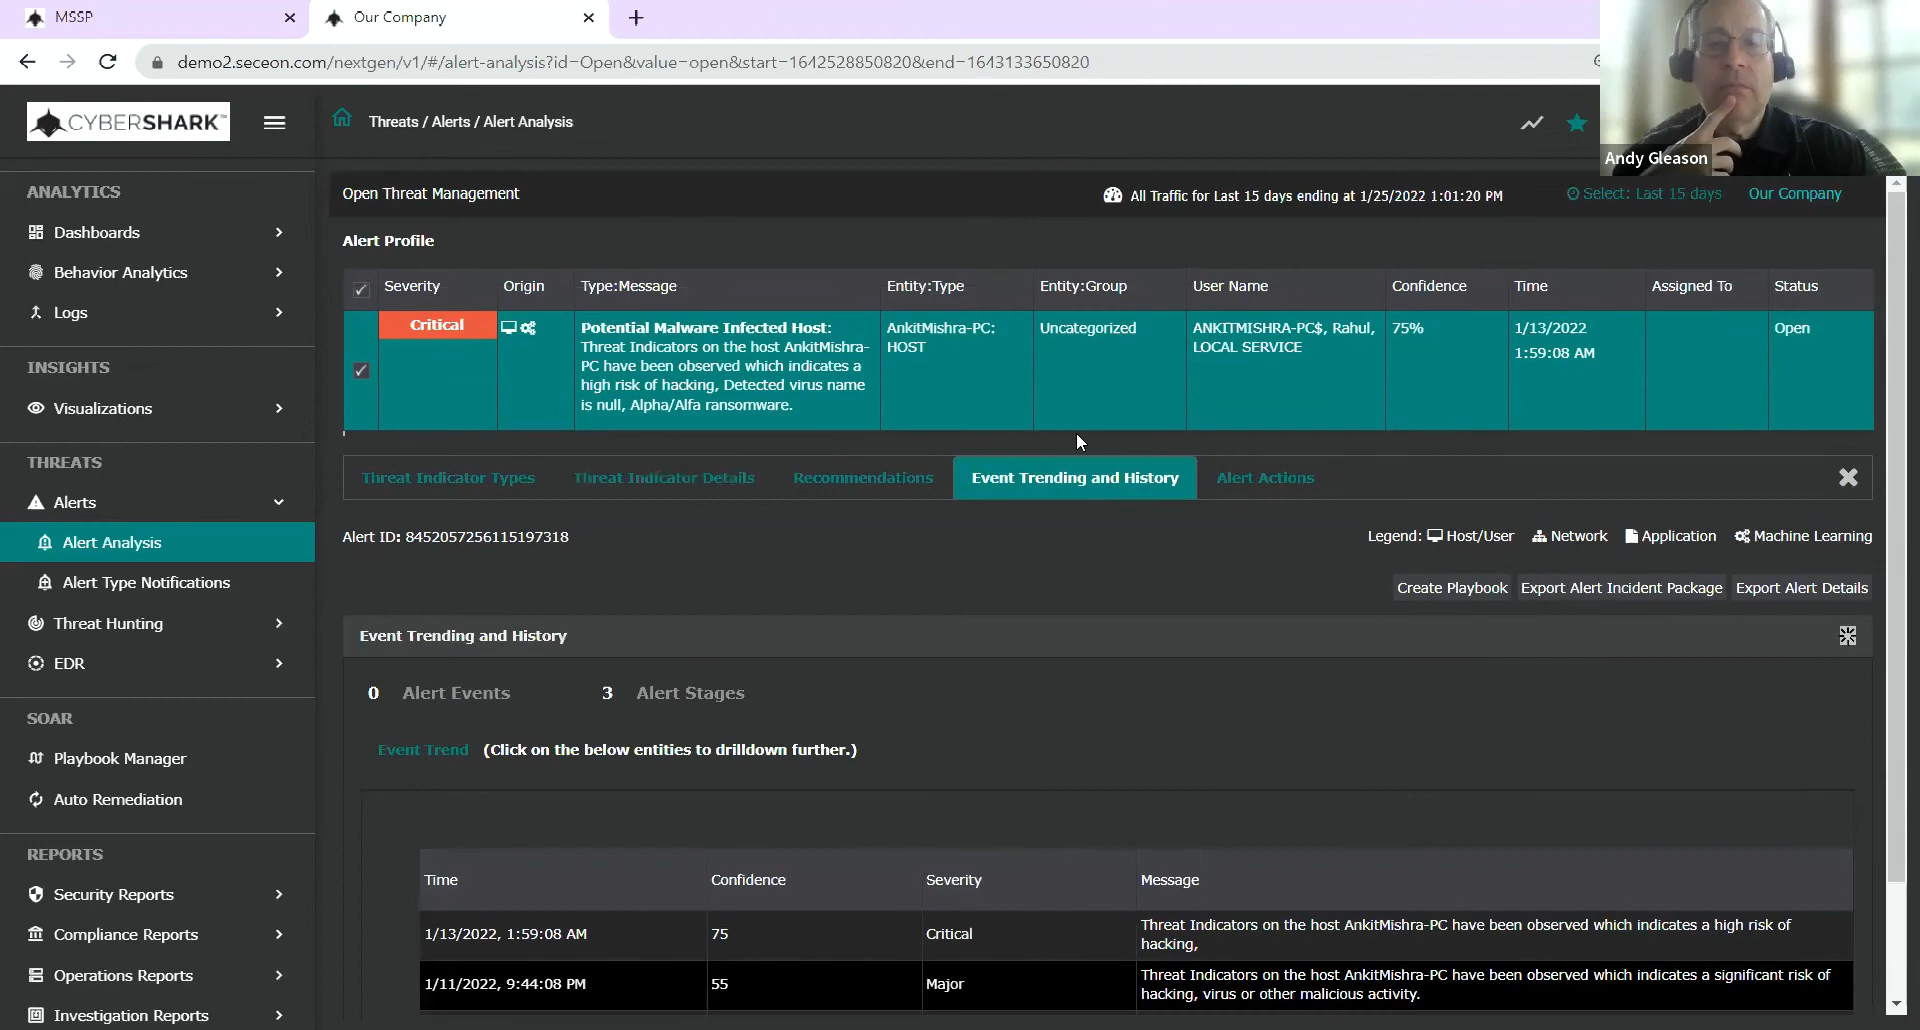 MSSP
Our Company
demo2.seceon.com/nextgen/v1/#/alert-analysis?id=Open&value=open&start=1642528850820&end=1643133650820
CYBERSHARK™
Threats / Alerts / Alert Analysis
Andy Gleason
ANALYTICS
Dashboards
Behavior Analytics
Logs
INSIGHTS
Visualizations
THREATS
Alerts
Alert Analysis
Alert Type Notifications
Threat Hunting
EDR
SOAR
Playbook Manager
Auto Remediation
REPORTS
Security Reports
Compliance Reports
Operations Reports
Investigation Reports
Open Threat Management
All Traffic for Last 15 days ending at 1/25/2022 1:01:20 PM
Select: Last 15 days
Our Company
Alert Profile
Severity Origin Type:Message Entity:Type Entity:Group User Name Confidence Time Assigned To Status
Critical
Potential Malware Infected Host:
Threat Indicators on the host AnkitMishra-
PC have been observed which indicates a
high risk of hacking, Detected virus name
is null, Alpha/Alfa ransomware.
AnkitMishra-PC:
HOST
Uncategorized
ANKITMISHRA-PC$, Rahul,
LOCAL SERVICE
75%
1/13/2022
1:59:08 AM
Open
Threat Indicator Types
Threat Indicator Details
Recommendations
Event Trending and History
Alert Actions
Alert ID: 8452057256115197318
Legend: Host/User Network Application Machine Learning
Create Playbook
Export Alert Incident Package
Export Alert Details
Event Trending and History
0 Alert Events 3 Alert Stages
Event Trend (Click on the below entities to drilldown further.)
Time Confidence Severity Message
1/13/2022, 1:59:08 AM 75 Critical
Threat Indicators on the host AnkitMishra-PC have been observed which indicates a high risk of
hacking,
1/11/2022, 9:44:08 PM 55 Major
Threat Indicators on the host AnkitMishra-PC have been observed which indicates a significant risk of
hacking, virus or other malicious activity.